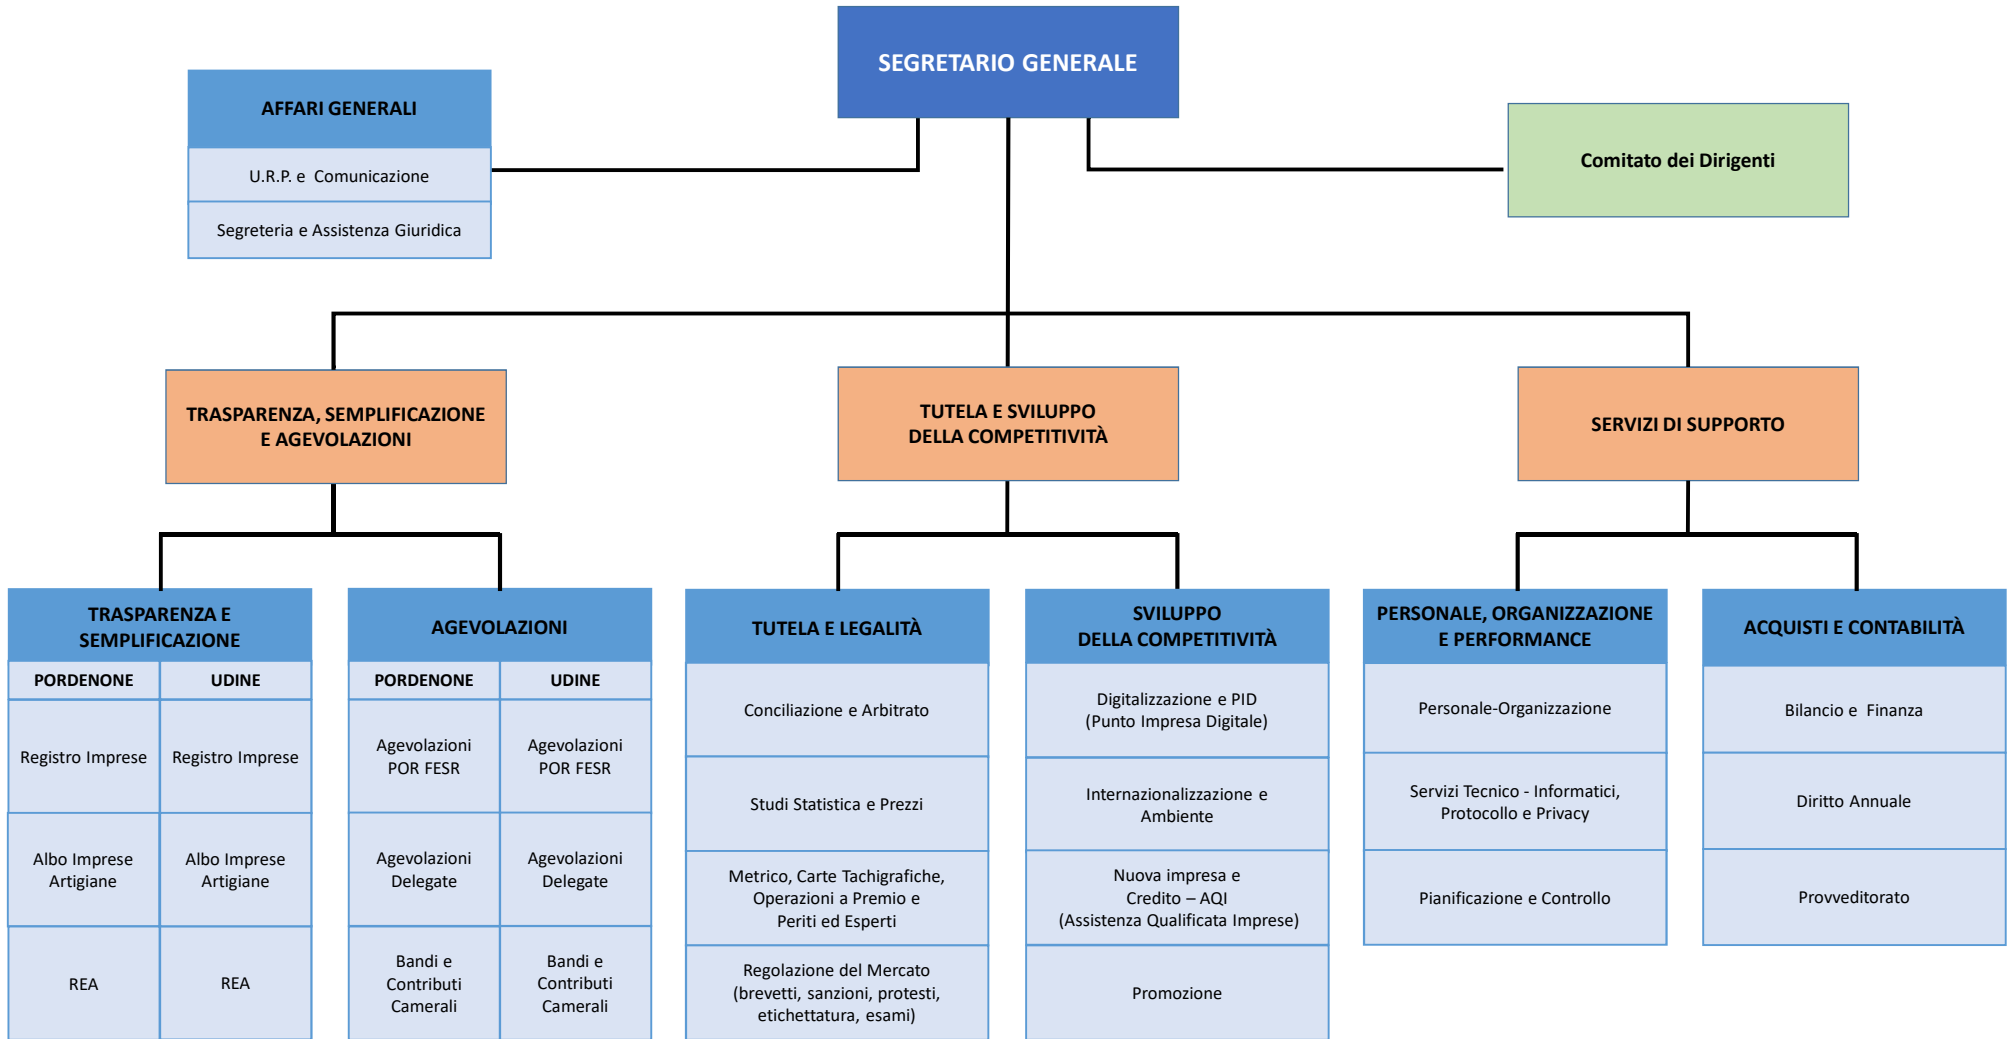 SEGRETARIO GENERALE
AFFARI GENERALI
U.R.P. e Comunicazione
Segreteria e Assistenza Giuridica
Comitato dei Dirigenti
TRASPARENZA, SEMPLIFICAZIONE
E AGEVOLAZIONI
TUTELA E SVILUPPO
DELLA COMPETITIVITÀ
SERVIZI DI SUPPORTO
TRASPARENZA E
SEMPLIFICAZIONE
PORDENONE
UDINE
Registro Imprese
Registro Imprese
Albo Imprese
Artigiane
Albo Imprese
Artigiane
REA
REA
AGEVOLAZIONI
PORDENONE
UDINE
Agevolazioni
POR FESR
Agevolazioni
POR FESR
Agevolazioni
Delegate
Agevolazioni
Delegate
Bandi e
Contributi
Camerali
Bandi e
Contributi
Camerali
TUTELA E LEGALITÀ
Conciliazione e Arbitrato
Studi Statistica e Prezzi
Metrico, Carte Tachigrafiche,
Operazioni a Premio e
Periti ed Esperti
Regolazione del Mercato
(brevetti, sanzioni, protesti,
etichettatura, esami)
SVILUPPO
DELLA COMPETITIVITÀ
Digitalizzazione e PID
(Punto Impresa Digitale)
Internazionalizzazione e
Ambiente
Nuova impresa e
Credito – AQI
(Assistenza Qualificata Imprese)
Promozione
PERSONALE, ORGANIZZAZIONE
E PERFORMANCE
Personale-Organizzazione
Servizi Tecnico - Informatici,
Protocollo e Privacy
Pianificazione e Controllo
ACQUISTI E CONTABILITÀ
Bilancio e Finanza
Diritto Annuale
Provveditorato